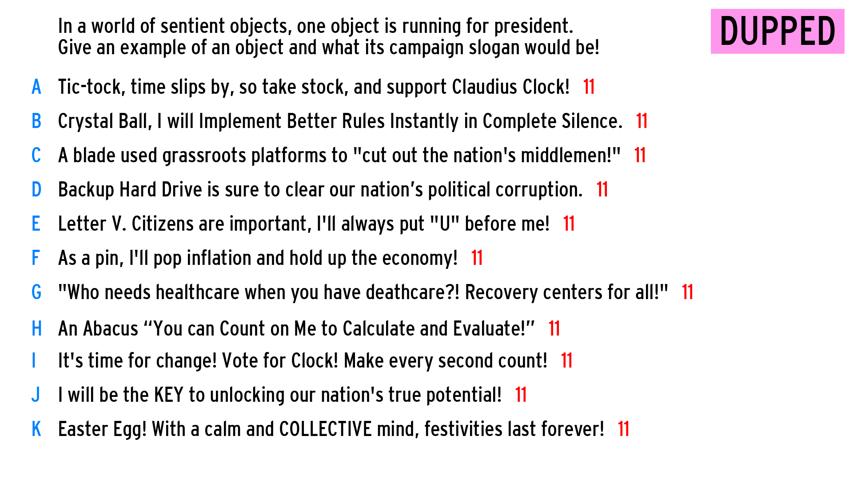 In a world of sentient objects, one object is running for president.
Give an example of an object and what its campaign slogan would be!
DUPPED
A Tic-tock, time slips by, so take stock, and support Claudius Clock! 11
B Crystal Ball, I will Implement Better Rules Instantly in Complete Silence. 11
C A blade used grassroots platforms to "cut out the nation's middlemen!" 11
D Backup Hard Drive is sure to clear our nation’s political corruption. 11
E Letter V. Citizens are important, I'll always put "U" before me! 11
F As a pin, I'll pop inflation and hold up the economy! 11
G "Who needs healthcare when you have deathcare?! Recovery centers for all!" 11
H An Abacus “You can Count on Me to Calculate and Evaluate!” 11
I It's time for change! Vote for Clock! Make every second count! 11
J I will be the KEY to unlocking our nation's true potential! 11
K Easter Egg! With a calm and COLLECTIVE mind, festivities last forever! 11